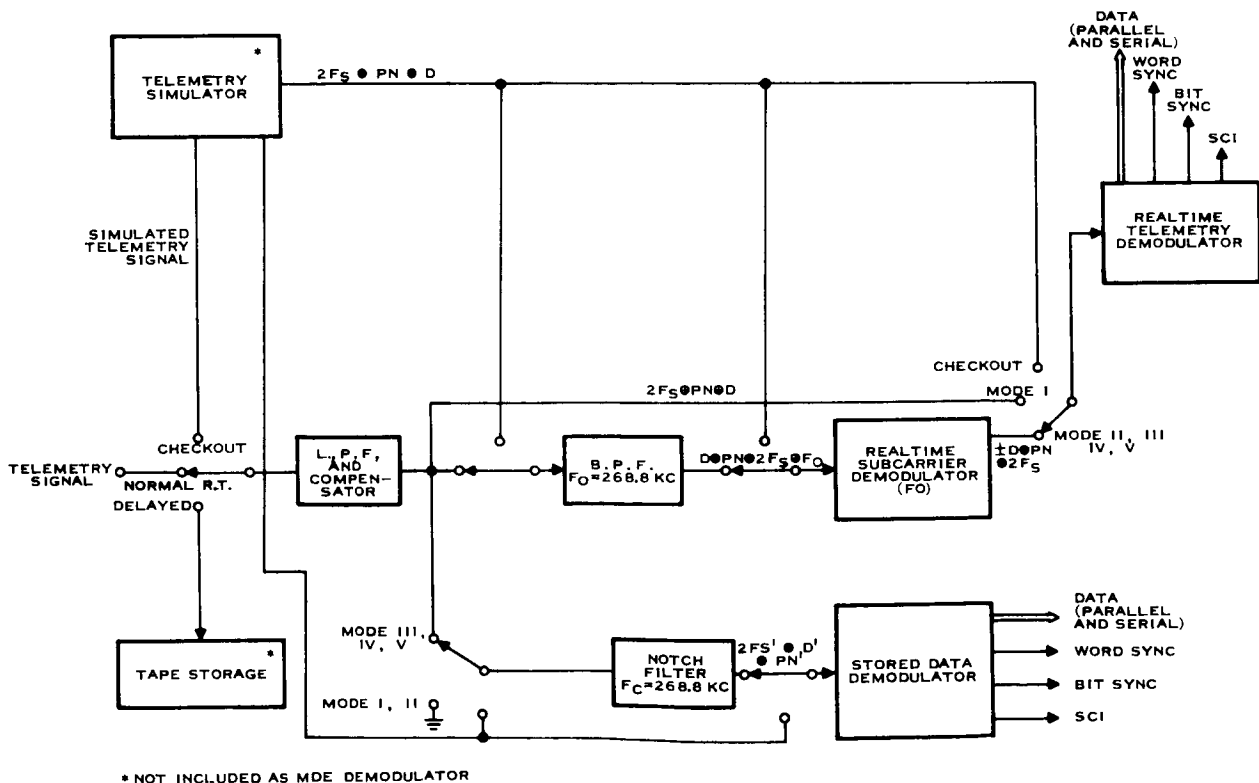 DATA
(PARALLEL
AND SERIAL)
WORD
SYNC
BIT
SYNC
SCI
*
TELEMETRY
SIMULATOR
2FS ● PN ● D
REALTIME
TELEMETRY
DEMODULATOR
SIMULATED
TELEMETRY
SIGNAL
CHECKOUT
MODE I
2FS●PN●D
CHECKOUT
TELEMETRY
SIGNAL
NORMAL R.T.
DELAYED
L. P. F.
AND
COMPEN-
SATOR
B. P. F.
FO=268.8 KC
D●PN●2FS●FO
REALTIME
SUBCARRIER
DEMODULATOR
(FO)
MODE II, III
IV, V
±D●PN
●2FS
MODE III,
IV, V
MODE I, II
NOTCH
FILTER
FC=268.8 KC
2FS' ● D'
● PN'
STORED DATA
DEMODULATOR
DATA
(PARALLEL
AND SERIAL)
WORD SYNC
BIT SYNC
SCI
*
TAPE STORAGE
* NOT INCLUDED AS MDE DEMODULATOR